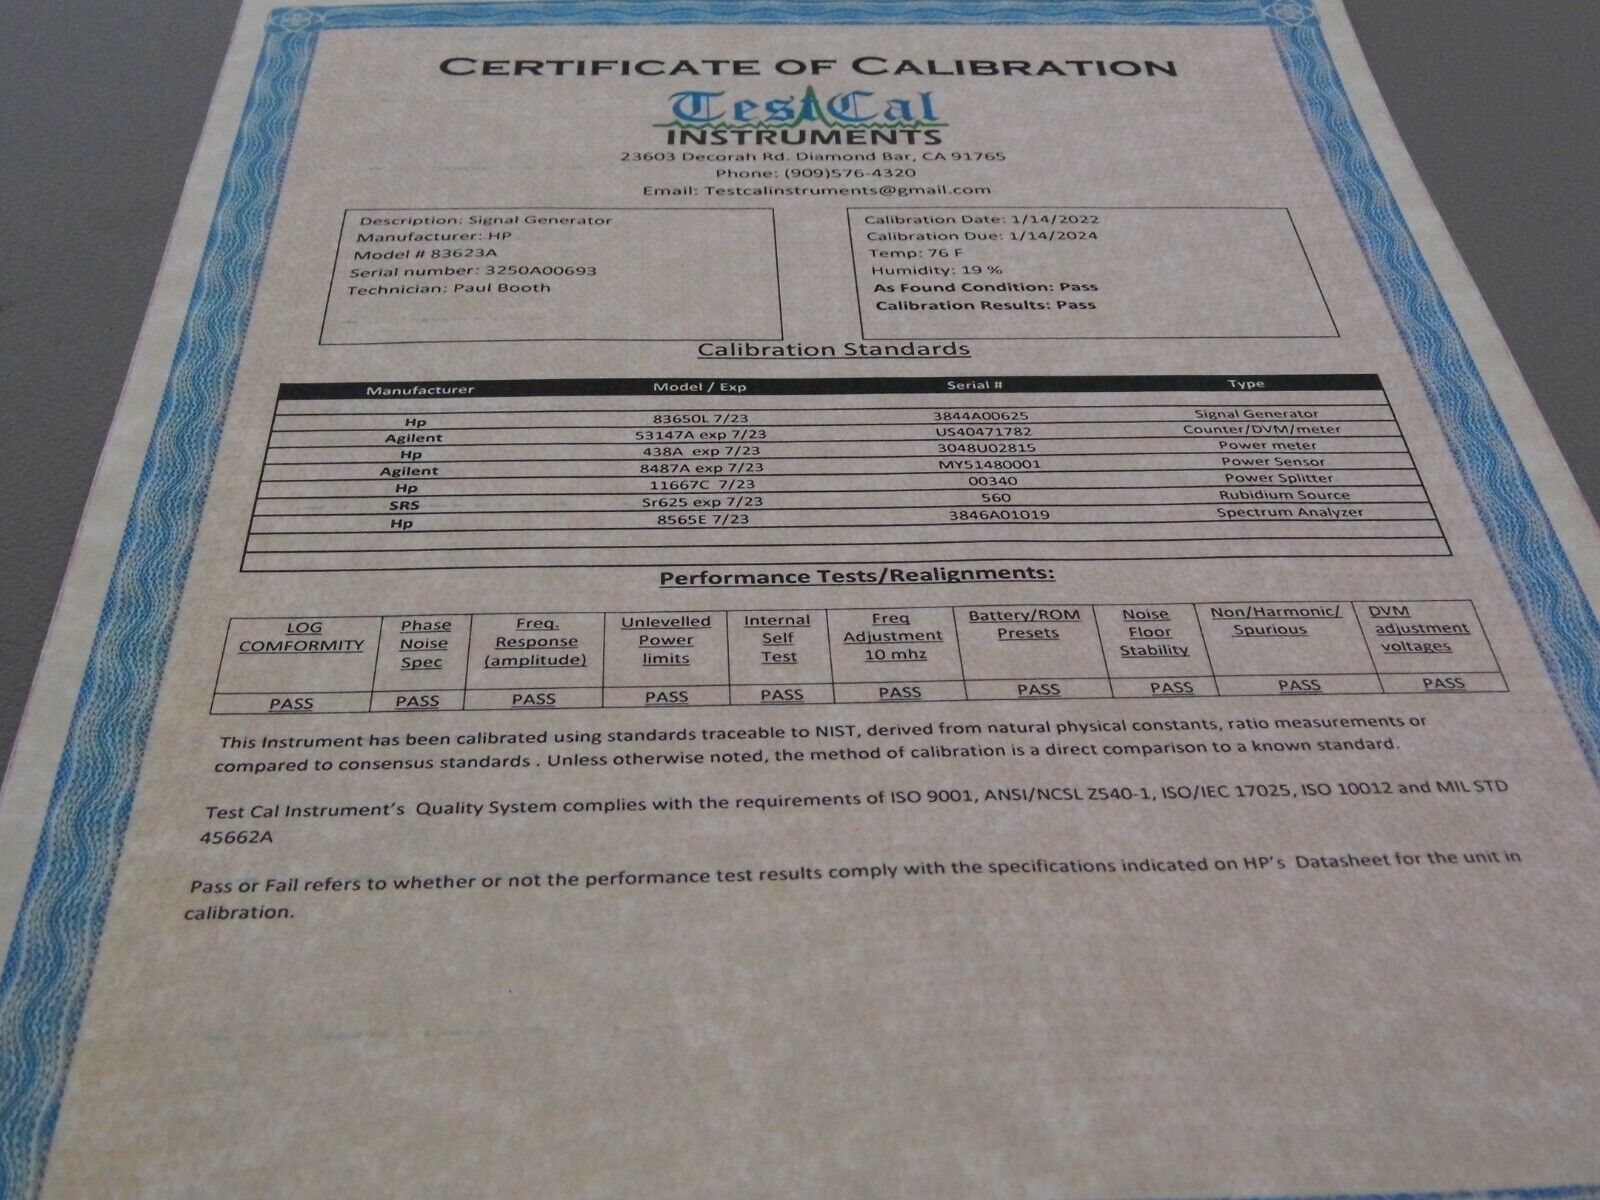 CERTIFICATE OF CALIBRATION
Test Cal
INSTRUMENTS
23603 Decorah Rd. Diamond Bar, CA 91765
Phone: (909)576-4320
Email: Testcalinstruments@gmail.com
Description: Signal Generator
Manufacturer: HP
Model # 83623A
Serial number: 3250A00693
Technician: Paul Booth
Calibration Date: 1/14/2022
Calibration Due: 1/14/2024
Temp: 76 F
Humidity: 19 %
As Found Condition: Pass
Calibration Results: Pass
Calibration Standards
Manufacturer Model / Exp Serial # Type
Hp 83650L 7/23 3844A00625 Signal Generator
Agilent 53147A exp 7/23 US40471782 Counter/DVM/meter
Hp 438A exp 7/23 3048U02815 Power meter
Agilent 8487A exp 7/23 MY51480001 Power Sensor
Hp 11667C 7/23 00340 Power Splitter
SRS Sr625 exp 7/23 560 Rubidium Source
Hp 8565E 7/23 3846A01019 Spectrum Analyzer
Performance Tests/Realignments:
LOG Phase Freq. Unlevelled Internal Freq Battery/ROM Noise Non/Harmonic/ DVM
COMFORMITY Noise Response Power Self Adjustment Presets Floor Spurious adjustment
Spec (amplitude) limits Test 10 mhz Stability voltages
PASS PASS PASS PASS PASS PASS PASS PASS PASS PASS
This Instrument has been calibrated using standards traceable to NIST, derived from natural physical constants, ratio measurements or
compared to consensus standards . Unless otherwise noted, the method of calibration is a direct comparison to a known standard.
Test Cal Instrument's Quality System complies with the requirements of ISO 9001, ANSI/NCSL Z540-1, ISO/IEC 17025, ISO 10012 and MIL STD
45662A
Pass or Fail refers to whether or not the performance test results comply with the specifications indicated on HP's Datasheet for the unit in
calibration.